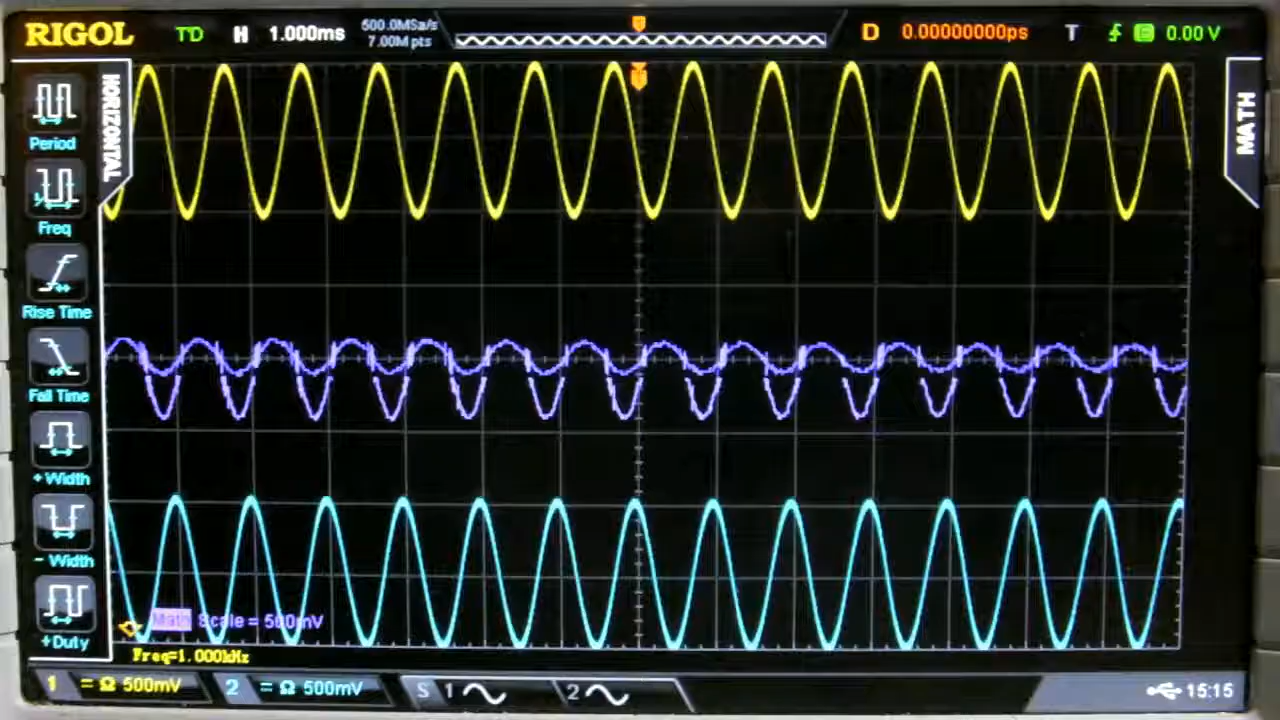 RIGOL T'D H 1.000ms 500.0MSa/s 7.00M pts D 0.00000000ps T 0.00 V
HORIZONTAL
MATH
Period
Freq
Rise Time
Fall Time
+Width
- Width
+Duty
Math Scale = 500mV
Freq=1.000kHz
1 = Ω 500mV 2 = Ω 500mV S 1 2 15:15